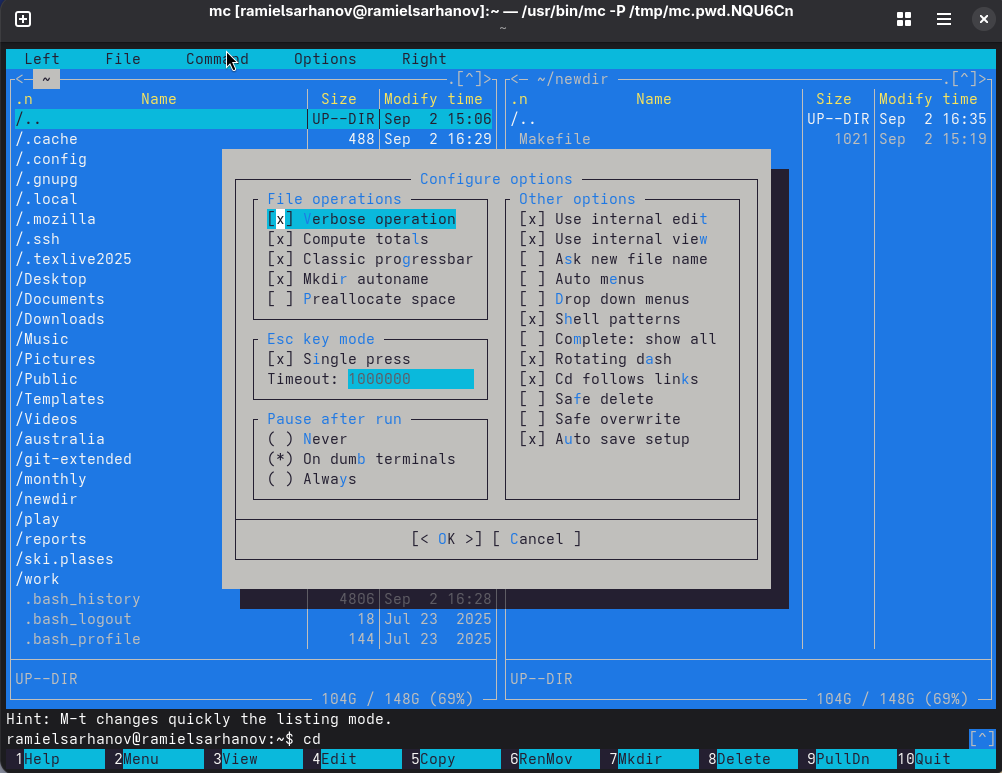 mc [ramielsarhanov@ramielsarhanov]:~ — /usr/bin/mc -P /tmp/mc.pwd.NQU6Cn
~
Left File Command Options Right
<— ~ .[^]> <— ~/newdir .[^]>
.n Name Size Modify time .n Name Size Modify time
/.. UP--DIR Sep 2 15:06 /.. UP--DIR Sep 2 16:35
/.cache 488 Sep 2 16:29 Makefile 1021 Sep 2 15:19
/.config
/.gnupg
/.local
/.mozilla
/.ssh
/.texlive2025
/Desktop
/Documents
/Downloads
/Music
/Pictures
/Public
/Templates
/Videos
/australia
/git-extended
/monthly
/newdir
/play
/reports
/ski.plases
/work
.bash_history 4806 Sep 2 16:28
.bash_logout 18 Jul 23 2025
.bash_profile 144 Jul 23 2025
UP--DIR UP--DIR
104G / 148G (69%) 104G / 148G (69%)
Configure options
File operations
[x] Verbose operation
[x] Compute totals
[x] Classic progressbar
[x] Mkdir autoname
[ ] Preallocate space
Esc key mode
[x] Single press
Timeout: 1000000
Pause after run
( ) Never
(*) On dumb terminals
( ) Always
Other options
[x] Use internal edit
[x] Use internal view
[ ] Ask new file name
[ ] Auto menus
[ ] Drop down menus
[x] Shell patterns
[ ] Complete: show all
[x] Rotating dash
[x] Cd follows links
[ ] Safe delete
[ ] Safe overwrite
[x] Auto save setup
[< OK >] [ Cancel ]
Hint: M-t changes quickly the listing mode.
ramielsarhanov@ramielsarhanov:~$ cd [^]
1Help 2Menu 3View 4Edit 5Copy 6RenMov 7Mkdir 8Delete 9PullDn 10Quit